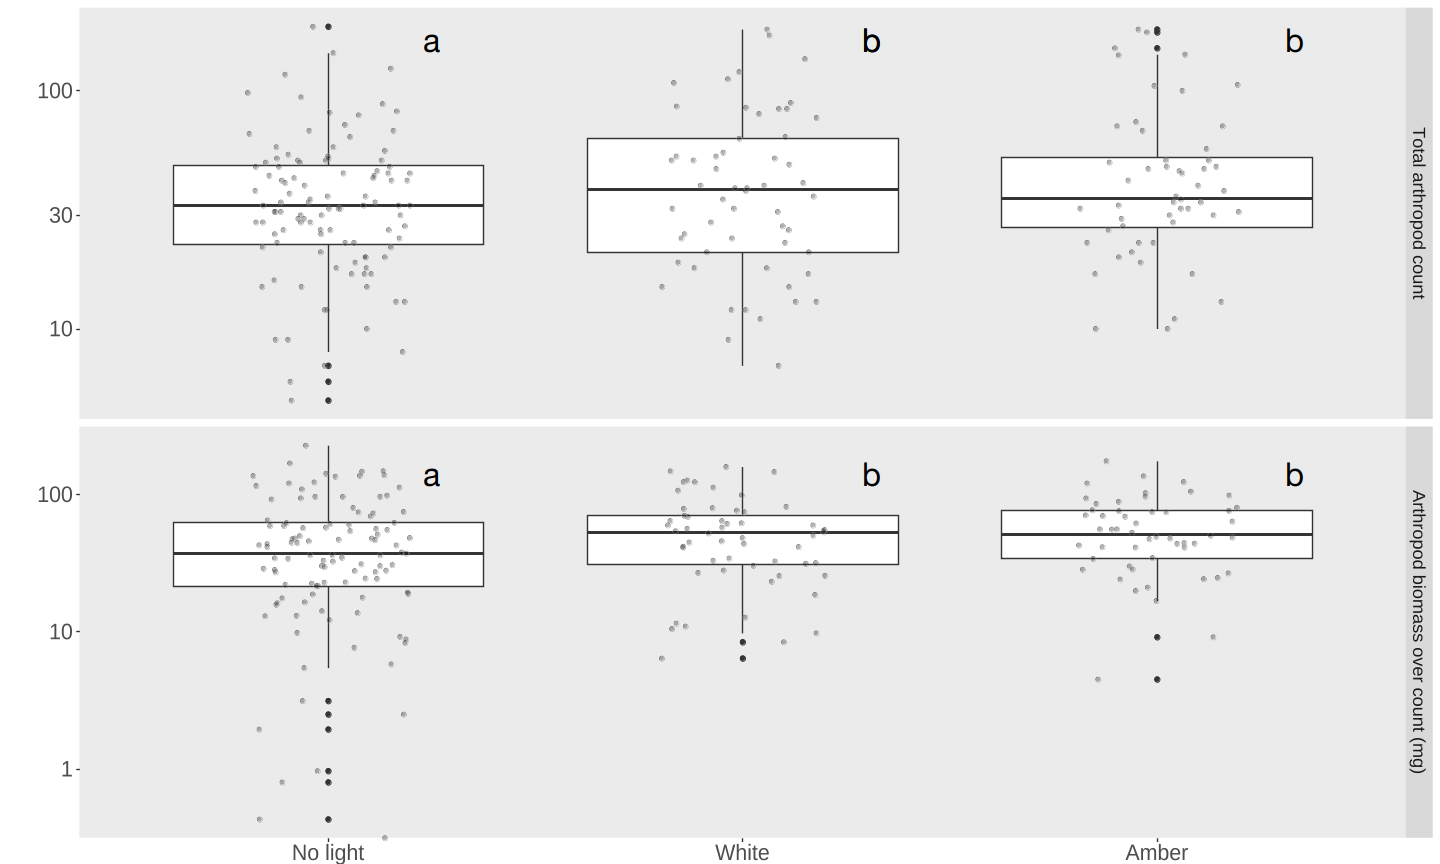 a
b
b
100
30
10
Total arthropod count
a
b
b
100
10
1
Arthropod biomass over count (mg)
No light
White
Amber